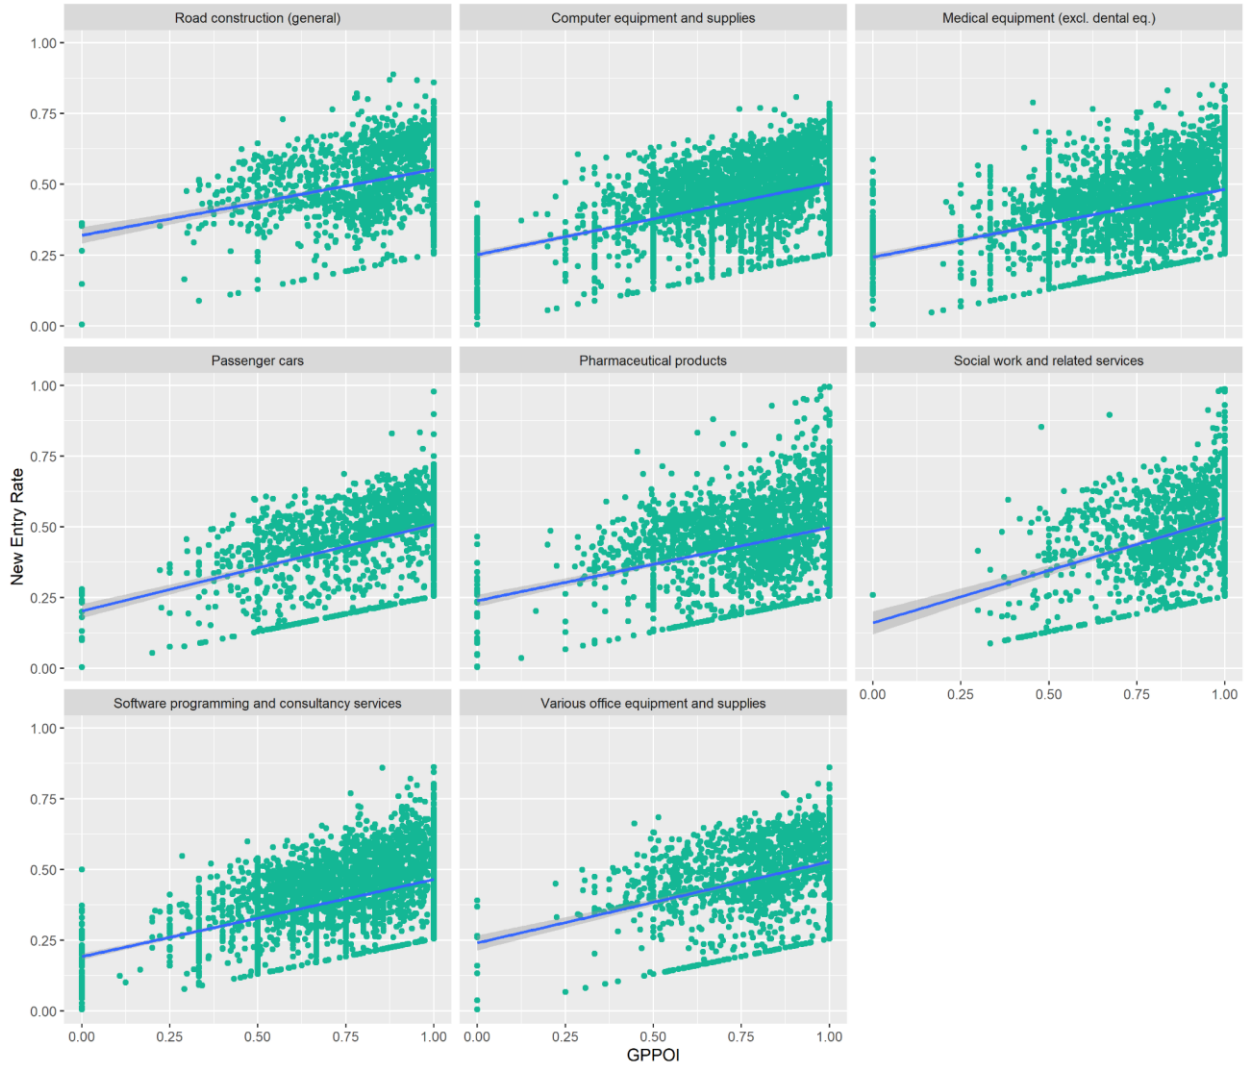 Road construction (general)
Computer equipment and supplies
Medical equipment (excl. dental eq.)
1.00
0.75
0.50
0.25
0.00
Passenger cars
Pharmaceutical products
Social work and related services
1.00
0.75
0.50
0.25
0.00
0.00 0.25 0.50 0.75 1.00
New Entry Rate
Software programming and consultancy services
Various office equipment and supplies
1.00
0.75
0.50
0.25
0.00
0.00 0.25 0.50 0.75 1.00
0.00 0.25 0.50 0.75 1.00
GPPOI